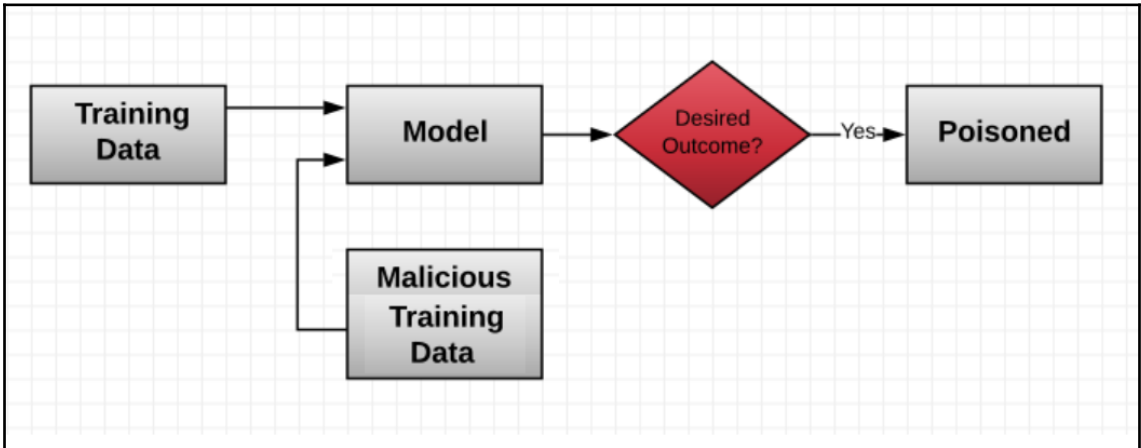 Training
Data
Model
Desired
Outcome?
Yes
Poisoned
Malicious
Training
Data